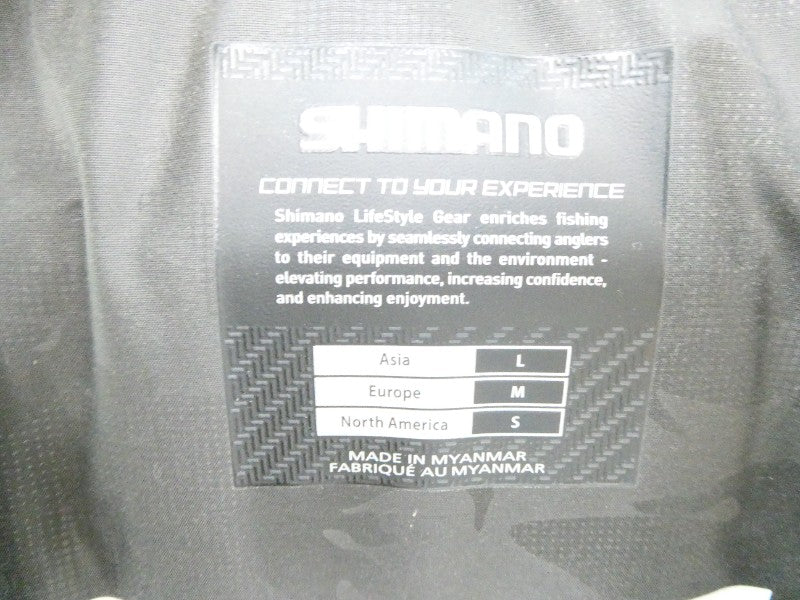 SHIMANO
CONNECT TO YOUR EXPERIENCE
Shimano LifeStyle Gear enriches fishing
experiences by seamlessly connecting anglers
to their equipment and the environment -
elevating performance, increasing confidence,
and enhancing enjoyment.
Asia L
Europe M
North America S
MADE IN MYANMAR
FABRIQUÉ AU MYANMAR